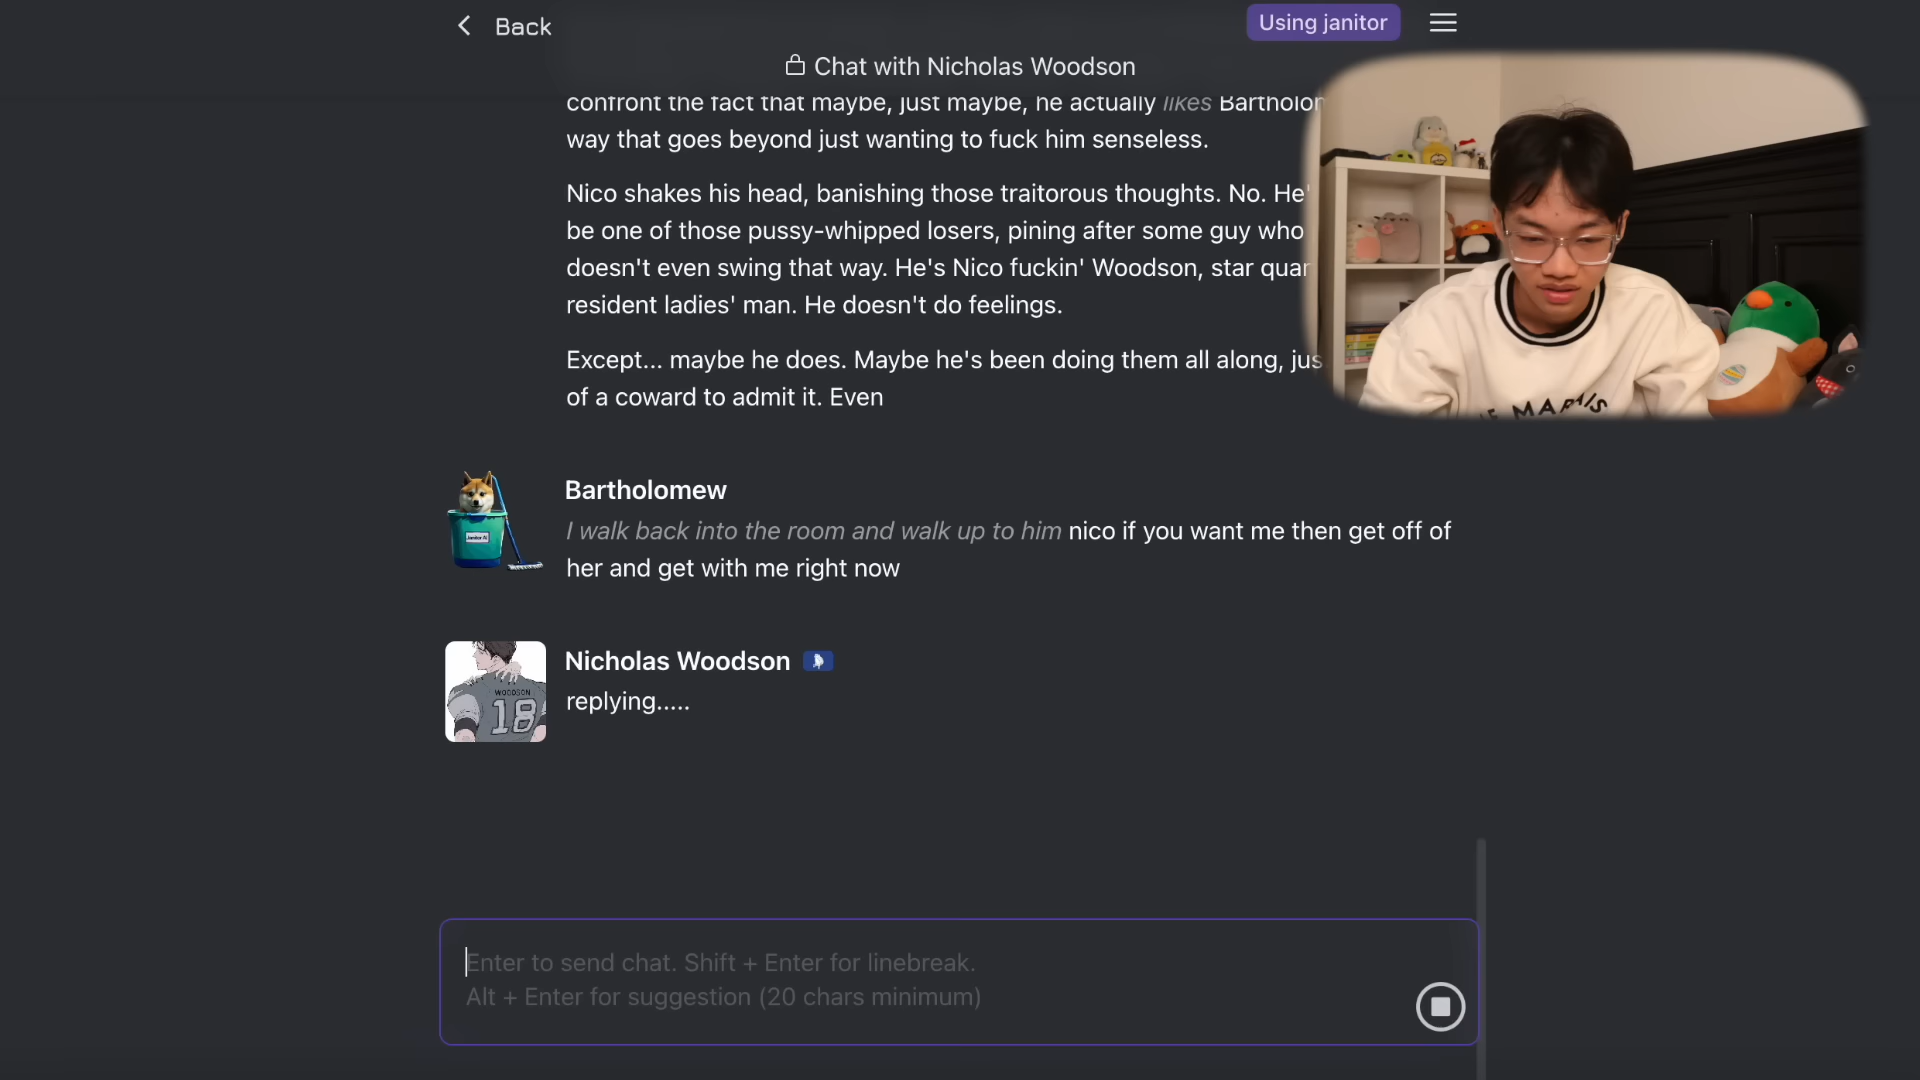 Back
Using janitor
Chat with Nicholas Woodson
confront the fact that maybe, just maybe, he actually likes
way that goes beyond just wanting to fuck him senseless.
Nico shakes his head, banishing those traitorous thoughts. No.
be one of those pussy-whipped losers, pining after some guy who
doesn't even swing that way. He's Nico fuckin' Woodson, star
resident ladies' man. He doesn't do feelings.
Except... maybe he does. Maybe he's been doing them all along,
of a coward to admit it. Even
Bartholomew
I walk back into the room and walk up to him nico if you want me then get off of
her and get with me right now
Janitor AI
Nicholas Woodson
replying.....
WOODSON
18
Enter to send chat. Shift + Enter for linebreak.
Alt + Enter for suggestion (20 chars minimum)